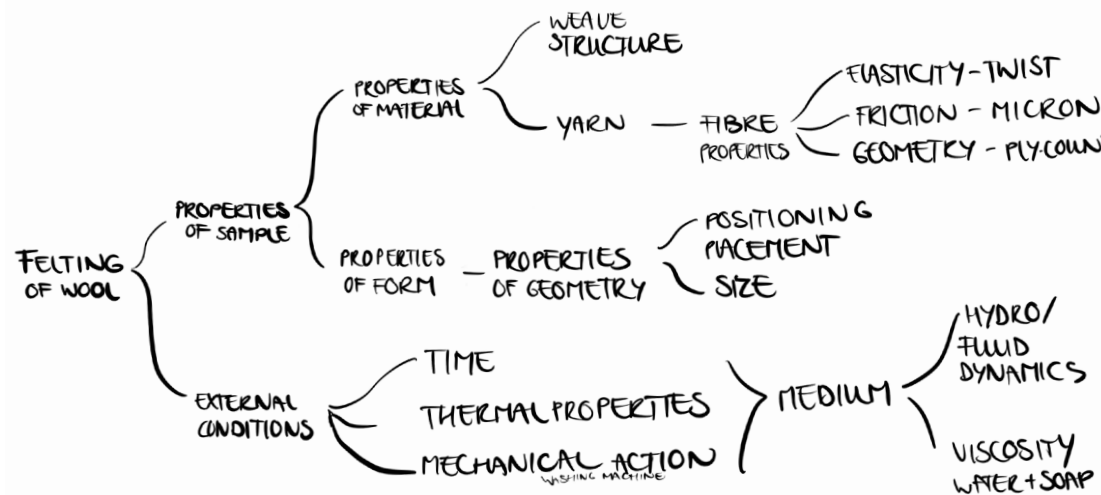 WEAVE
STRUCTURE
PROPERTIES
OF MATERIAL
YARN
FIBRE
PROPERTIES
ELASTICITY - TWIST
FRICTION - MICRON
GEOMETRY - PLY-COUN
PROPERTIES
OF SAMPLE
FELTING
OF WOOL
PROPERTIES
OF FORM
PROPERTIES
OF GEOMETRY
POSITIONING
PLACEMENT
SIZE
EXTERNAL
CONDITIONS
TIME
THERMAL PROPERTIES
MECHANICAL ACTION
WASHING MACHINE
MEDIUM
HYDRO/
FLUID
DYNAMICS
VISCOSITY
WATER + SOAP